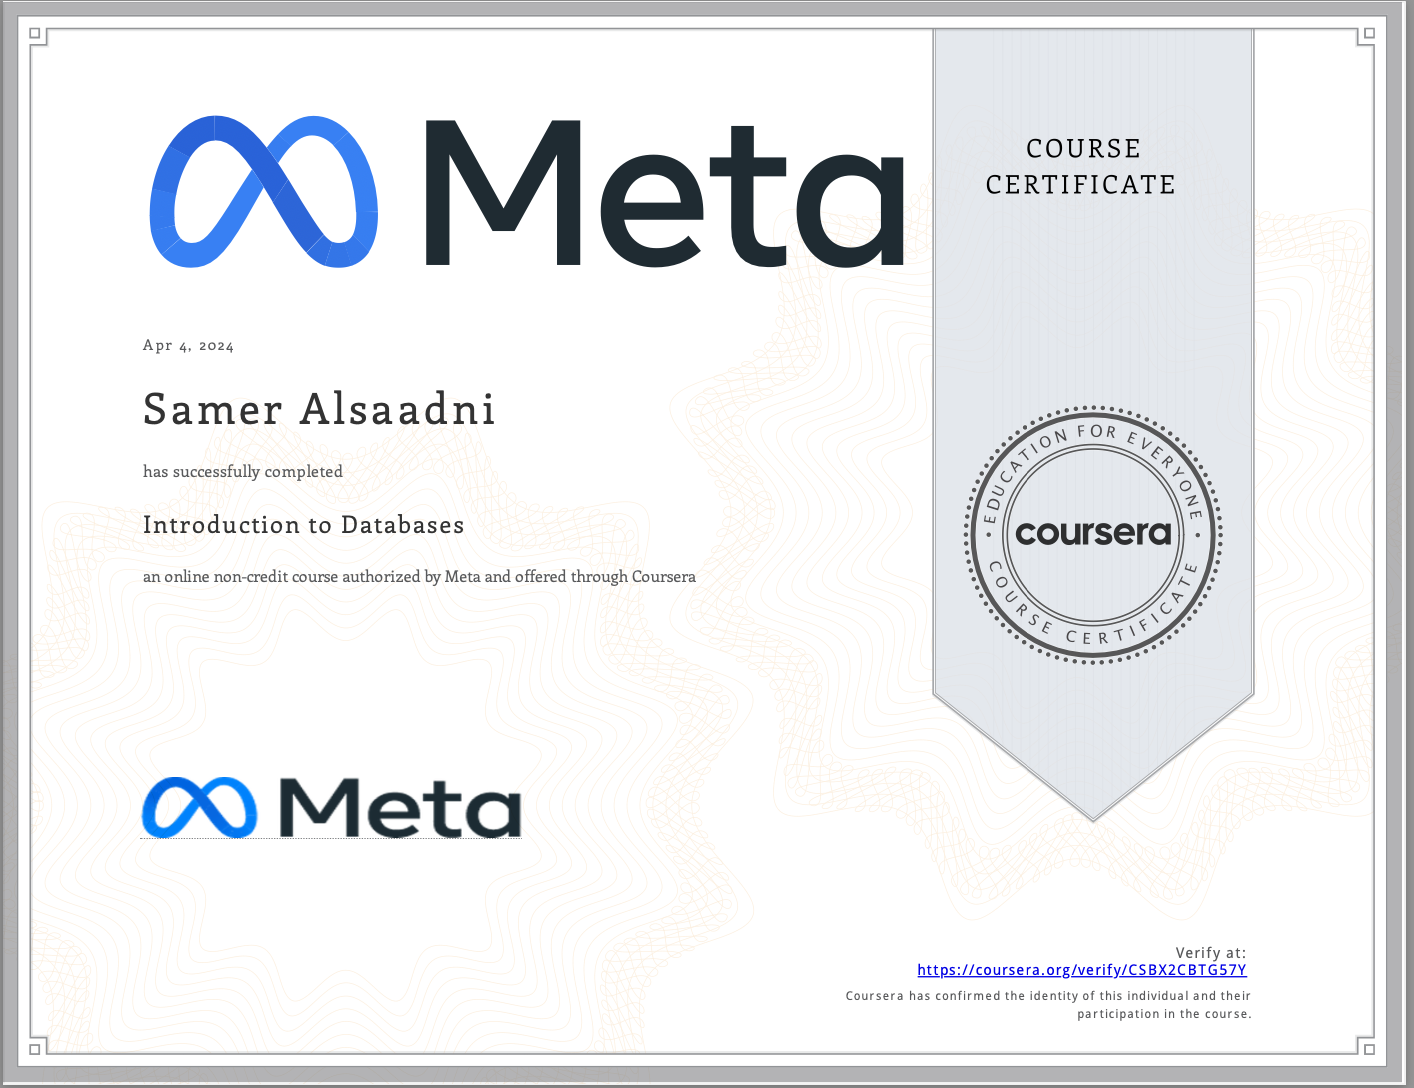 Meta
COURSE
CERTIFICATE
Apr 4, 2024
Samer Alsaadni
has successfully completed
Introduction to Databases
an online non-credit course authorized by Meta and offered through Coursera
EDUCATION FOR EVERYONE
coursera
COURSE CERTIFICATE
Meta
Verify at:
https://coursera.org/verify/CSBX2CBTG57Y
Coursera has confirmed the identity of this individual and their
participation in the course.